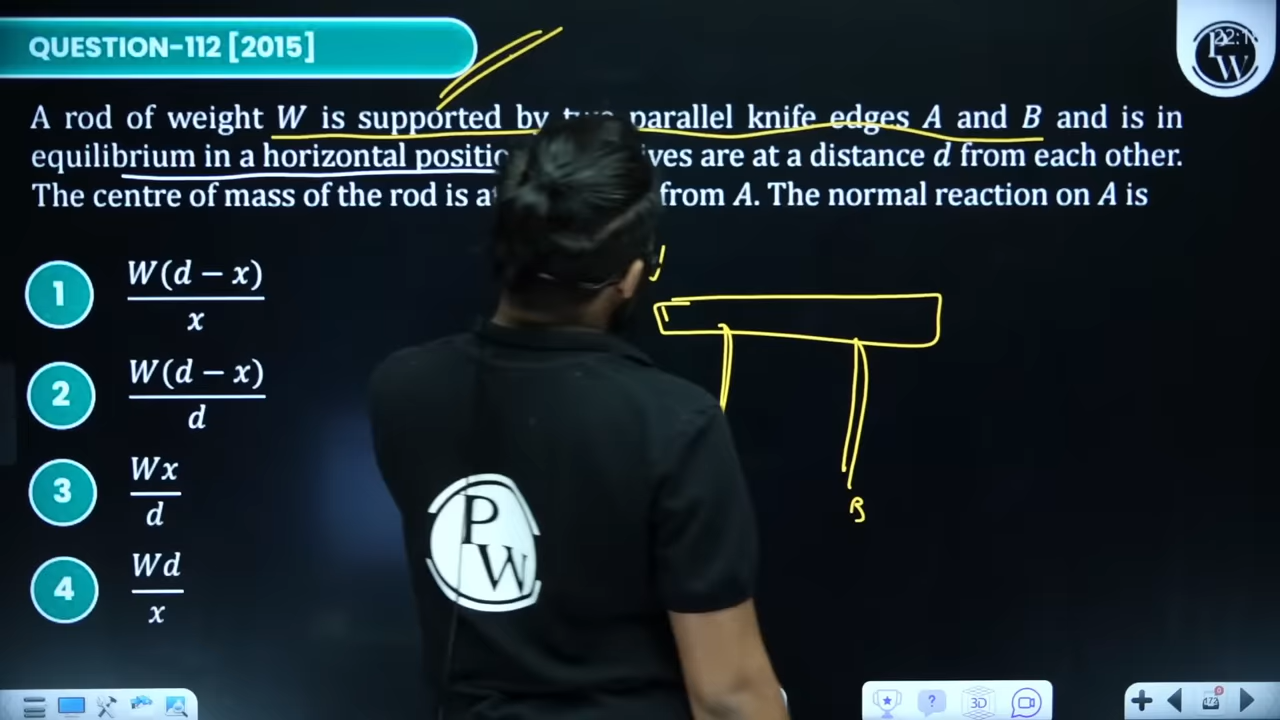 QUESTION-112 [2015]
PW
A rod of weight W is supported by parallel knife edges A and B and is in
equilibrium in a horizontal are at a distance d from each other.
The centre of mass of the rod is from A. The normal reaction on A is
1 W(d − x)
x
2 W(d − x)
d
3 Wx
d
4 Wd
x
B
PW
3D